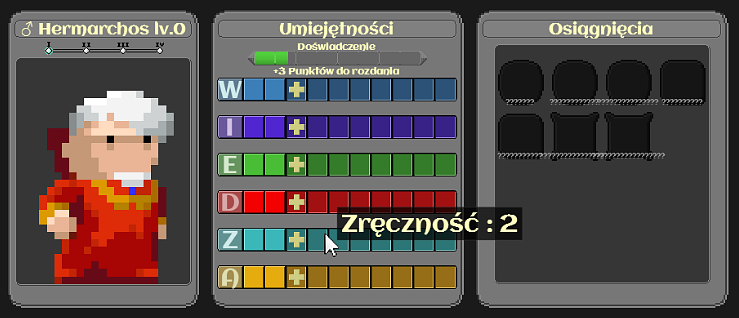 ♂ Hermarchos lv.0
I II III IV
Umiejętności
Doświadczenie
+3 Punktów do rozdania
W
I
E
D
Z
A
Zręczność : 2
Osiągnięcia